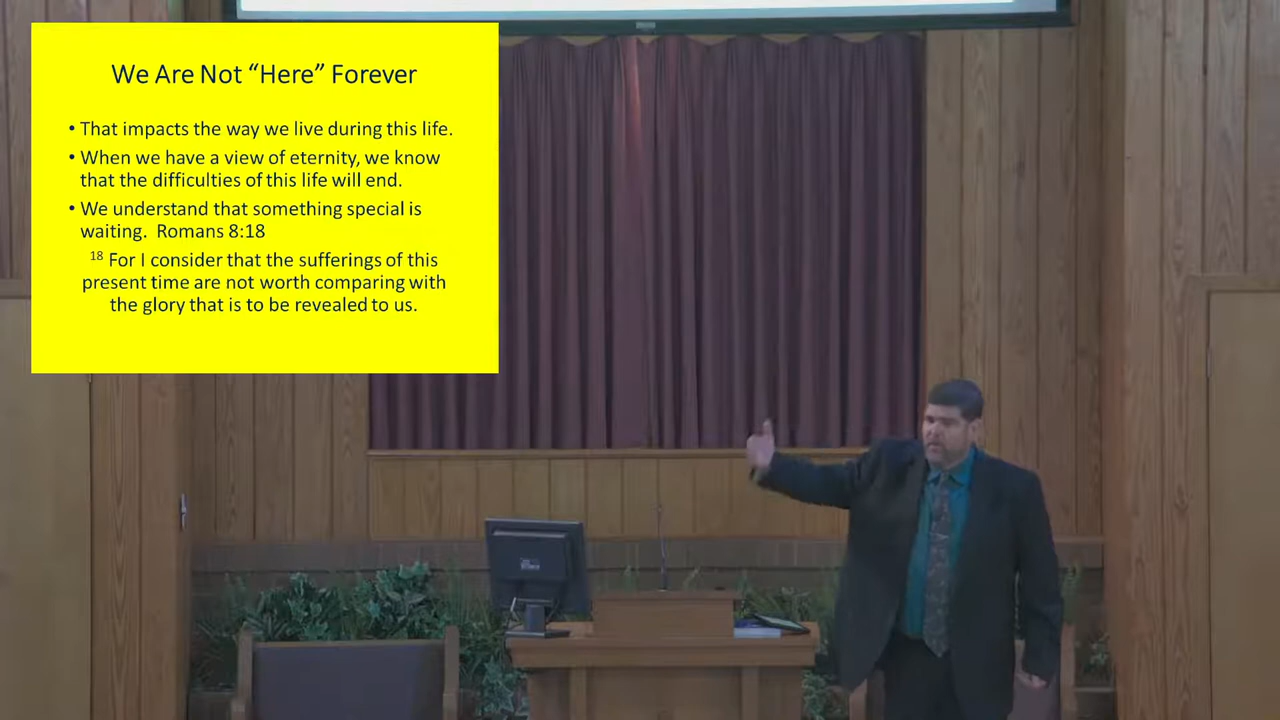 We Are Not “Here” Forever
• That impacts the way we live during this life.
• When we have a view of eternity, we know
that the difficulties of this life will end.
• We understand that something special is
waiting.  Romans 8:18
18 For I consider that the sufferings of this
present time are not worth comparing with
the glory that is to be revealed to us.